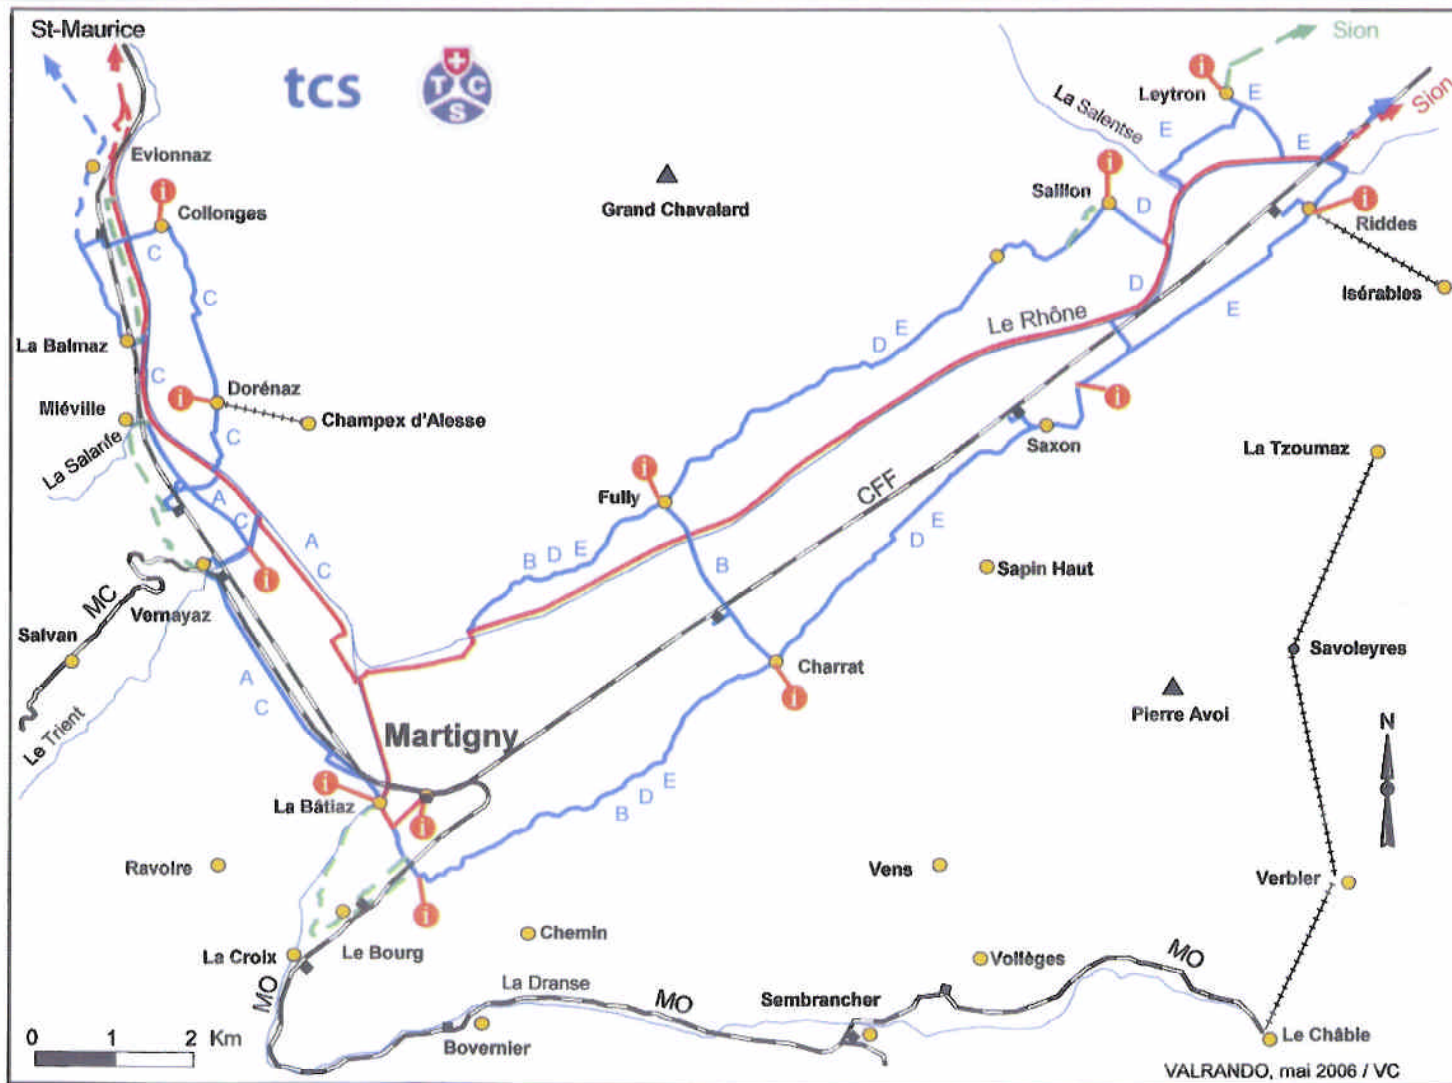 St-Maurice
tcs
T C S
Sion
Leytron
E
La Salentse
E
E
Sion
Evionnaz
Saillon
Collonges
Grand Chavalard
D
Riddes
C
C
D
Isérables
Le Rhône
E
La Balmaz
D E
C
Dorénaz
Miéville
Champex d'Alesse
C
Saxon
La Salanfe
La Tzoumaz
Fully
CFF
A
C
A
C
B D E
B
D E
Sapin Haut
MC
Vernayaz
Salvan
Savoleyres
Charrat
A
C
Le Trient
Pierre Avoi
N
Martigny
La Bâtiaz
B D E
Ravoire
Vens
Verbier
Chemin
Le Bourg
La Croix
Vollèges
MO
MO
La Dranse
MO
Sembrancher
0 1 2 Km
Bovernier
Le Châble
VALRANDO, mai 2006 / VC